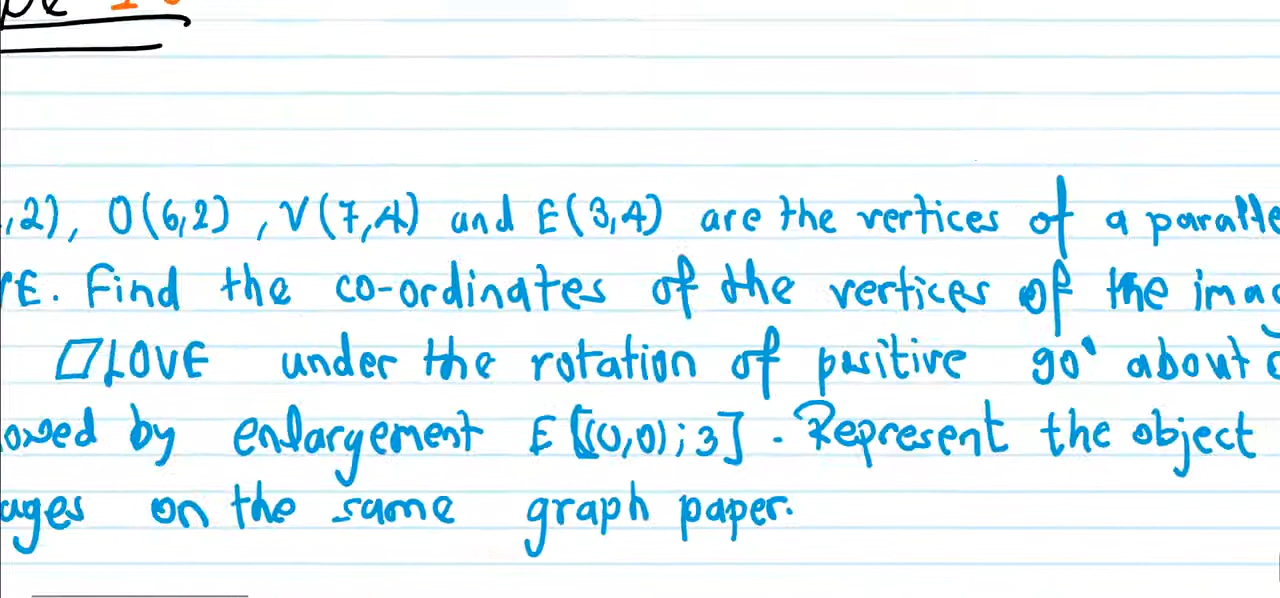 ,2), O(6,2), V(7,4) and E(3,4) are the vertices of a paralle
E. Find the co-ordinates of the vertices of the imag
▱LOVE under the rotation of positive 90° about
owed by enlargement E[(0,0);3]. Represent the object
ages on the same graph paper.